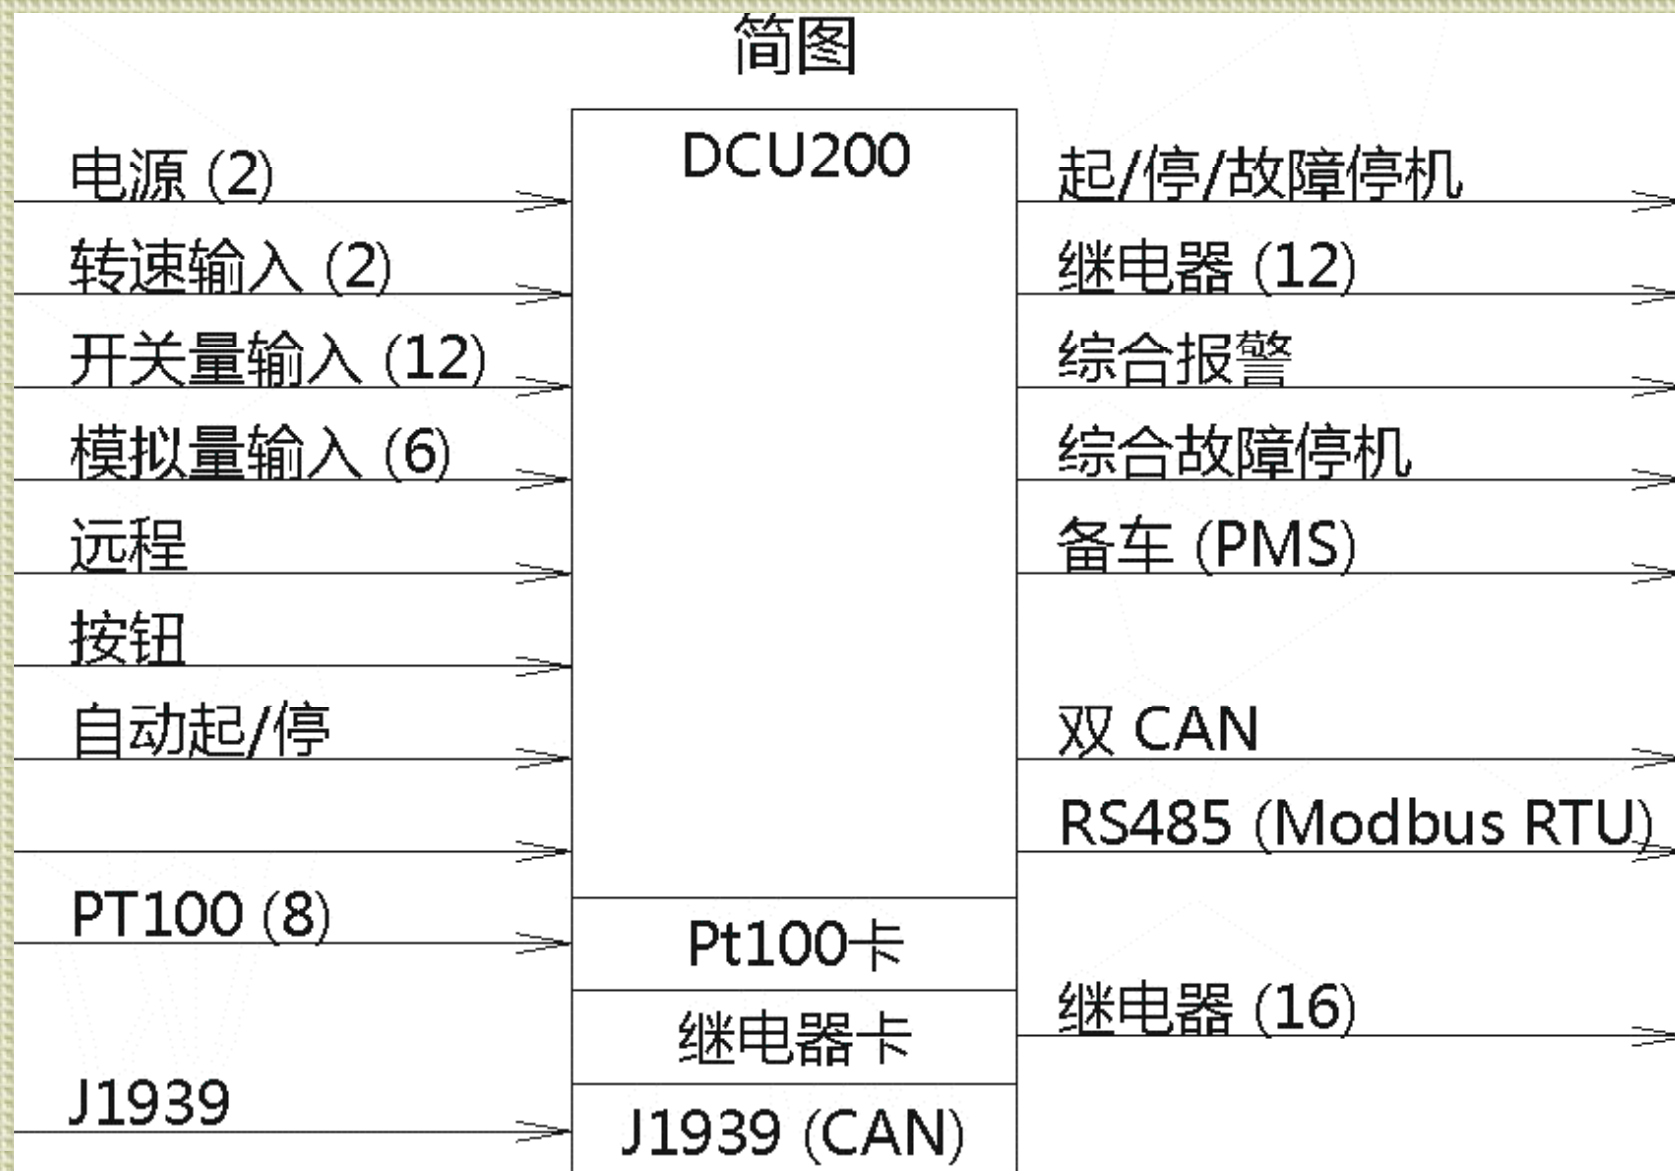 简图
DCU200
电源 (2)
转速输入 (2)
开关量输入 (12)
模拟量输入 (6)
远程
按钮
自动起/停
PT100 (8)
J1939
Pt100卡
继电器卡
J1939 (CAN)
起/停/故障停机
继电器 (12)
综合报警
综合故障停机
备车 (PMS)
双 CAN
RS485 (Modbus RTU)
继电器 (16)